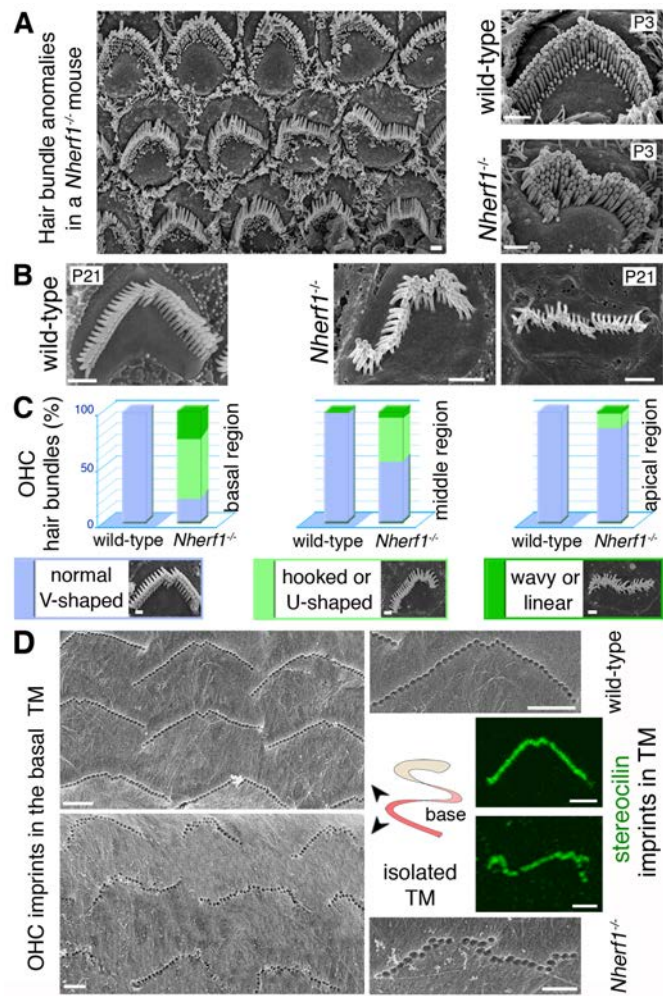 A
Hair bundle anomalies
in a Nherf1-/- mouse
wild-type
P3
Nherf1-/-
P3
B
wild-type
P21
Nherf1-/-
P21
C
OHC
hair bundles (%)
100
50
0
wild-type
Nherf1-/-
basal region
wild-type
Nherf1-/-
middle region
wild-type
Nherf1-/-
apical region
normal
V-shaped
hooked or
U-shaped
wavy or
linear
D
OHC imprints in the basal TM
wild-type
base
isolated
TM
stereocilin
imprints in TM
Nherf1-/-